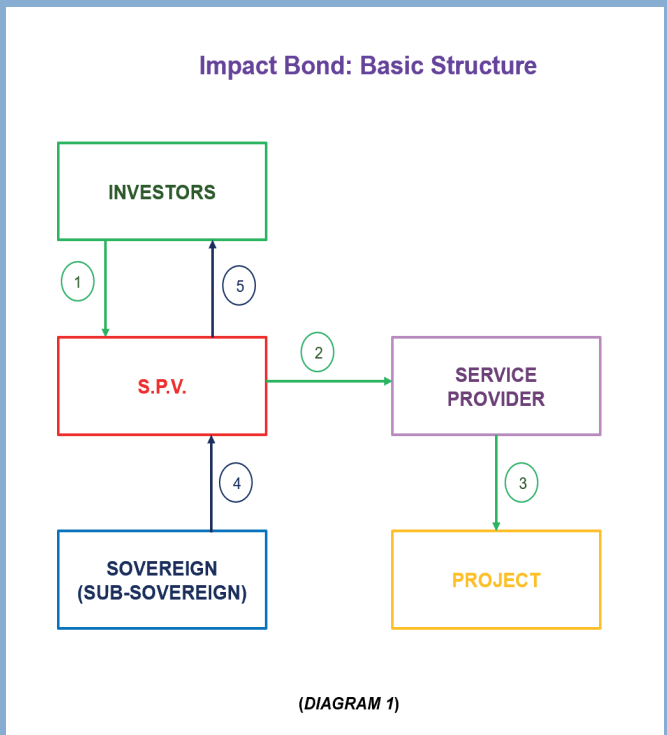 Impact Bond: Basic Structure
INVESTORS
1
5
2
S.P.V.
SERVICE
PROVIDER
4
3
SOVEREIGN
(SUB-SOVEREIGN)
PROJECT
(DIAGRAM 1)